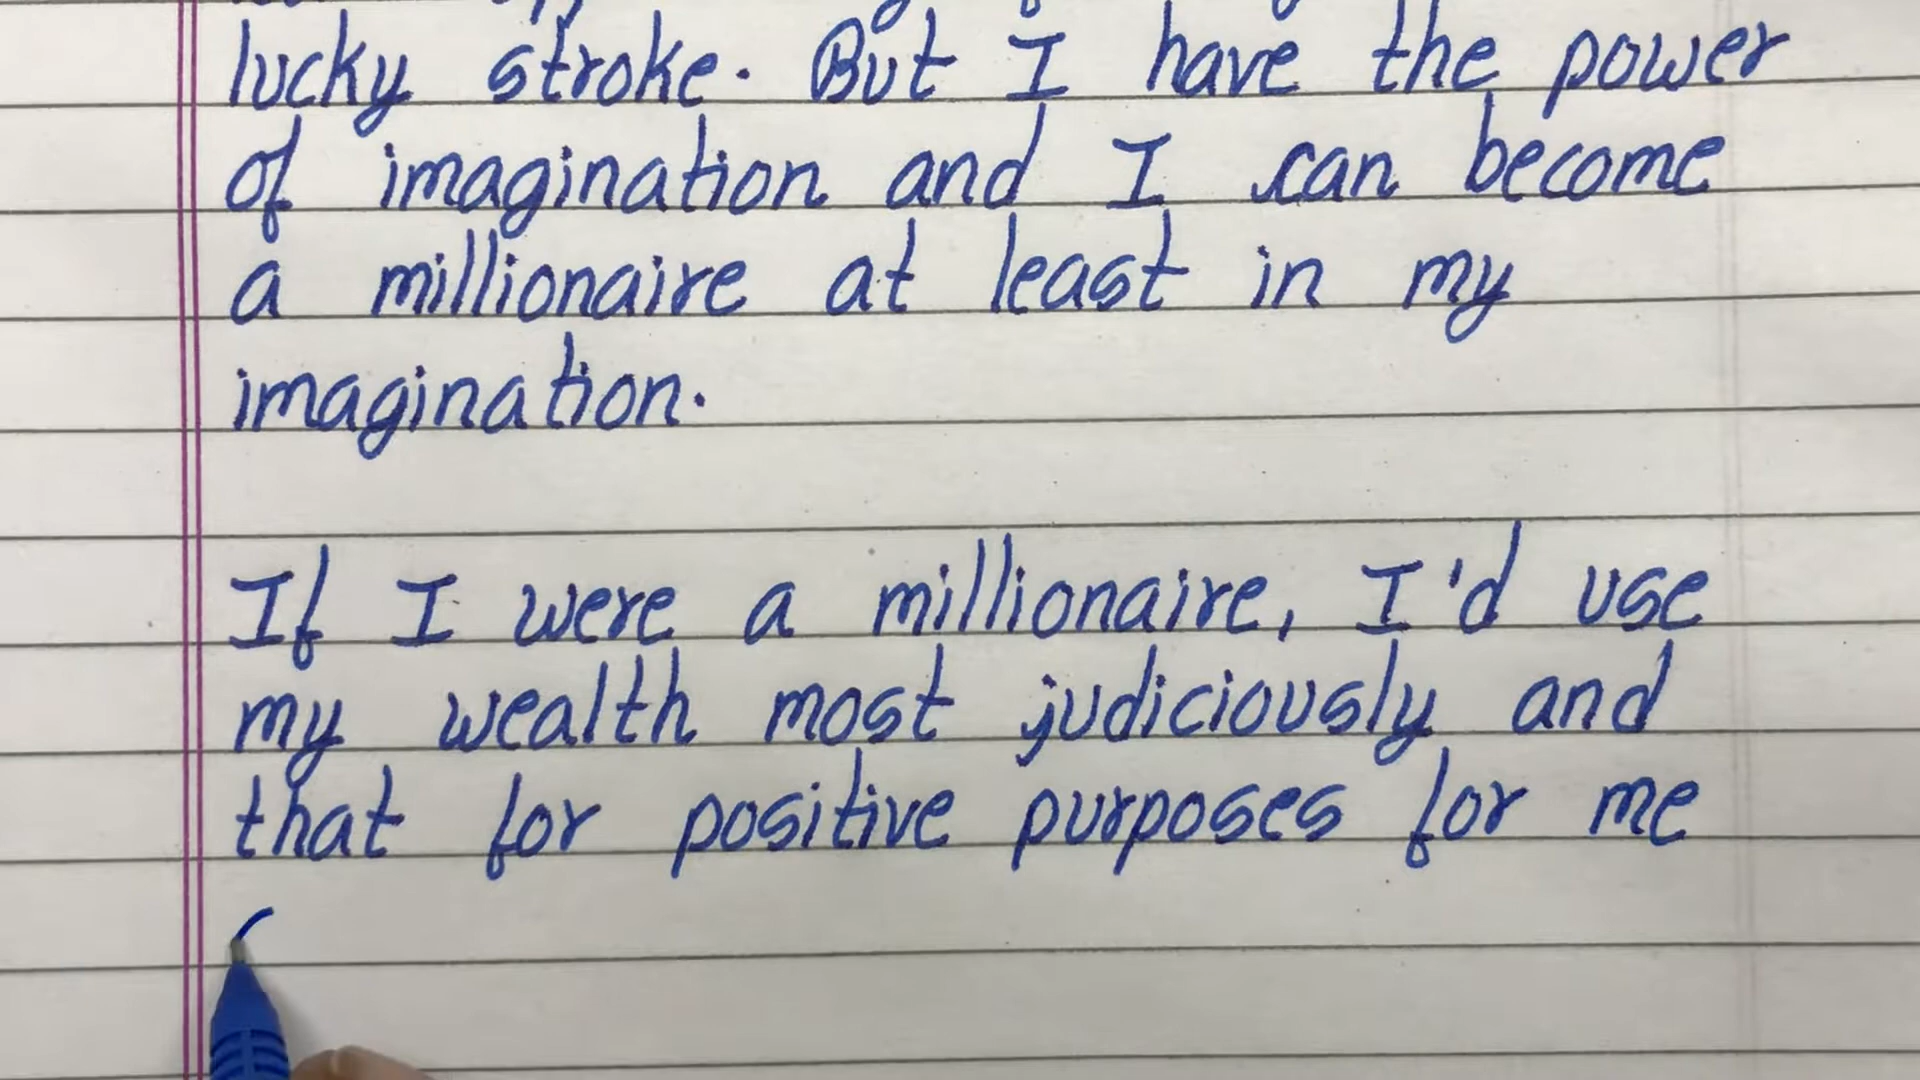 lucky stroke. But I have the power
of imagination and I can become
a millionaire at least in my
imagination.
If I were a millionaire, I'd use
my wealth most judiciously and
that for positive purposes for me